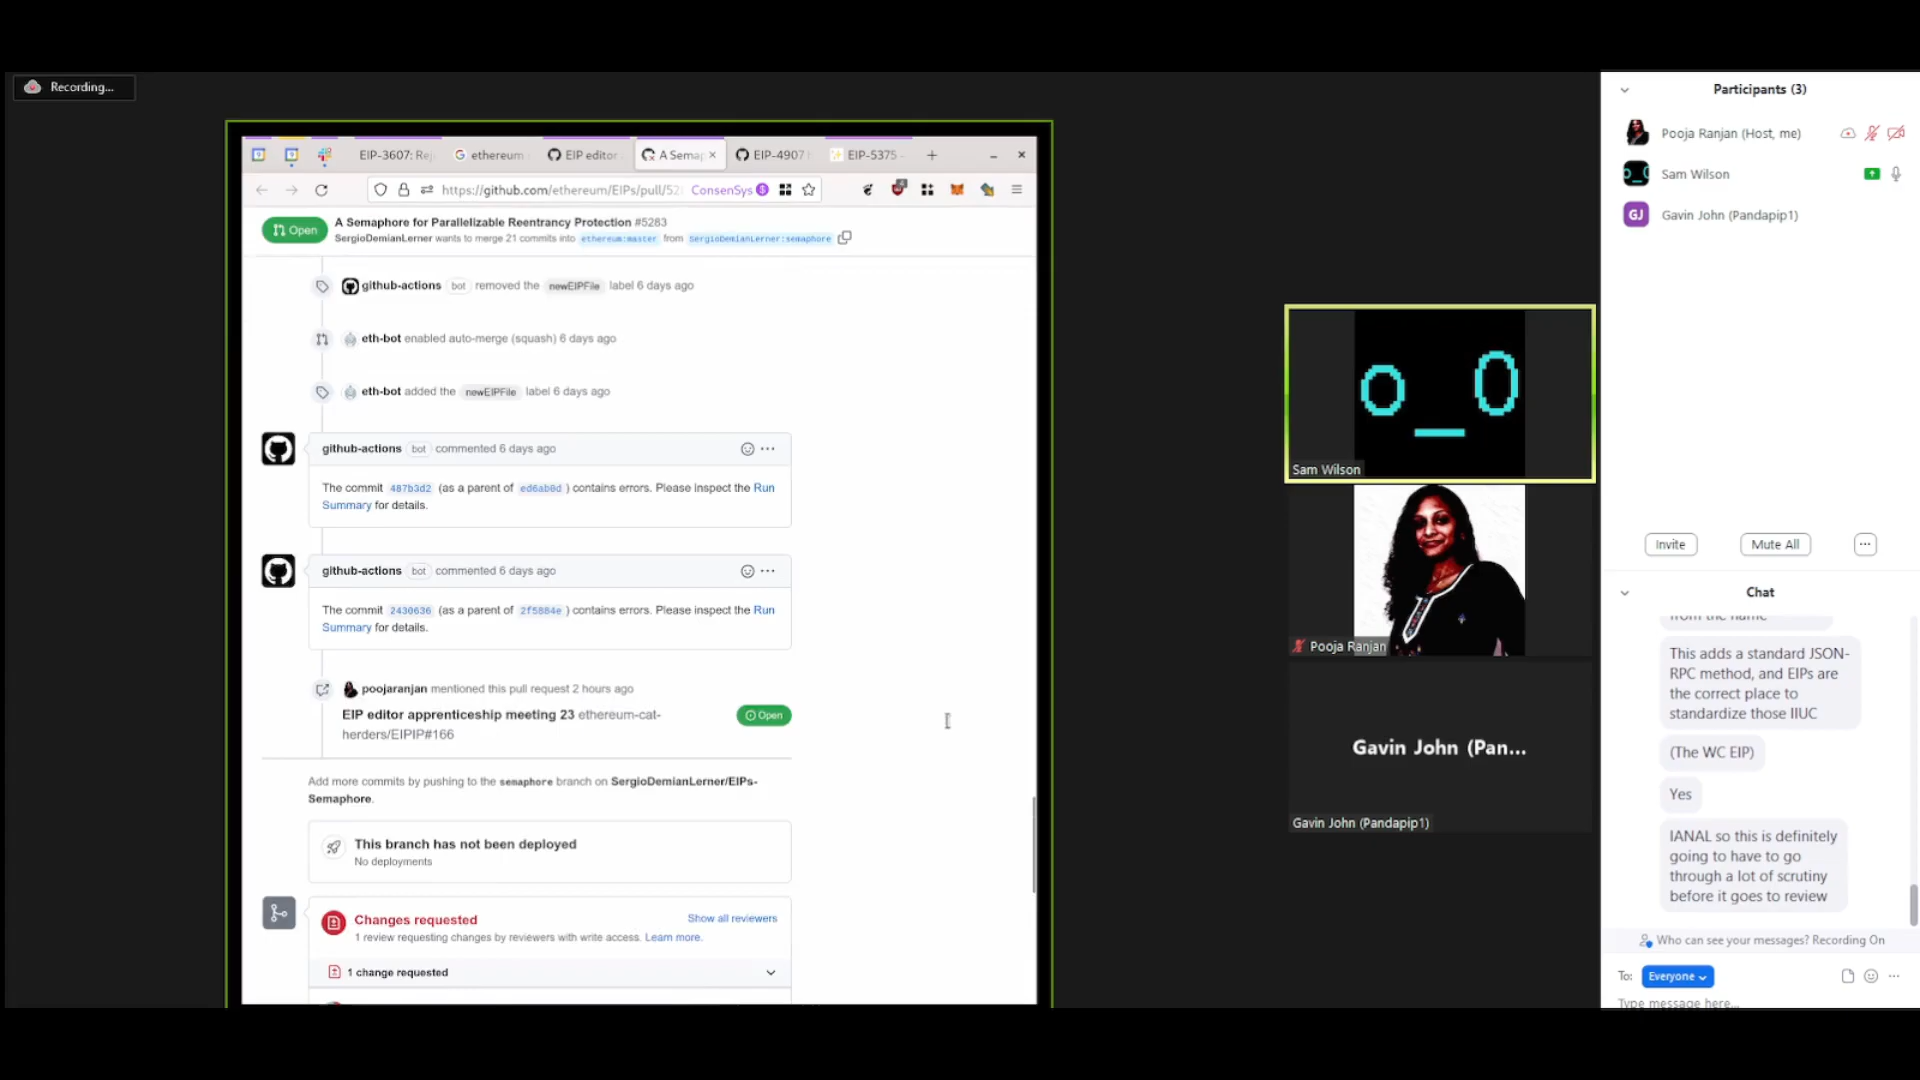 Recording...
EIP-3607: Rej
ethereum
EIP editor
A Semap
EIP-4907
EIP-5375 -
https://github.com/ethereum/EIPs/pull/52
ConsenSys
4
Open
A Semaphore for Parallelizable Reentrancy Protection #5283
SergioDemianLerner wants to merge 21 commits into ethereum:master from SergioDemianLerner:semaphore
github-actions bot removed the newEIPFile label 6 days ago
eth-bot enabled auto-merge (squash) 6 days ago
eth-bot added the newEIPFile label 6 days ago
github-actions bot commented 6 days ago
The commit 487b3d2 (as a parent of ed6ab0d ) contains errors. Please inspect the Run
Summary for details.
github-actions bot commented 6 days ago
The commit 2430636 (as a parent of 2f5884e ) contains errors. Please inspect the Run
Summary for details.
poojaranjan mentioned this pull request 2 hours ago
EIP editor apprenticeship meeting 23 ethereum-cat-
herders/EIPIP#166
Open
Add more commits by pushing to the semaphore branch on SergioDemianLerner/EIPs-
Semaphore.
This branch has not been deployed
No deployments
Changes requested
Show all reviewers
1 review requesting changes by reviewers with write access. Learn more.
1 change requested
Sam Wilson
Pooja Ranjan
Gavin John (Pan...
Gavin John (Pandapip1)
Participants (3)
Pooja Ranjan (Host, me)
Sam Wilson
GJ
Gavin John (Pandapip1)
Invite
Mute All
Chat
from the name
This adds a standard JSON-
RPC method, and EIPs are
the correct place to
standardize those IIUC
(The WC EIP)
Yes
IANAL so this is definitely
going to have to go
through a lot of scrutiny
before it goes to review
Who can see your messages? Recording On
To: Everyone
Type message here...